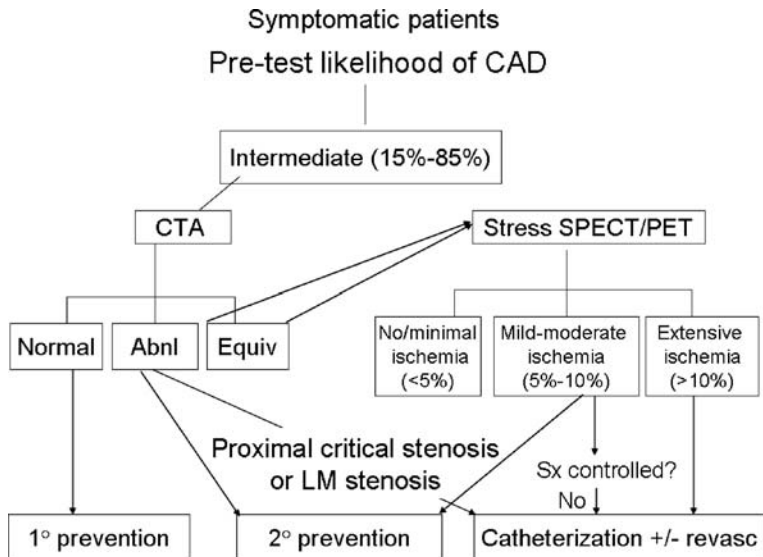 Symptomatic patients
Pre-test likelihood of CAD
Intermediate (15%-85%)
CTA
Stress SPECT/PET
Normal
Abnl
Equiv
No/minimal
ischemia
(<5%)
Mild-moderate
ischemia
(5%-10%)
Extensive
ischemia
(>10%)
Proximal critical stenosis
or LM stenosis
Sx controlled?
No
1° prevention
2° prevention
Catheterization +/- revasc